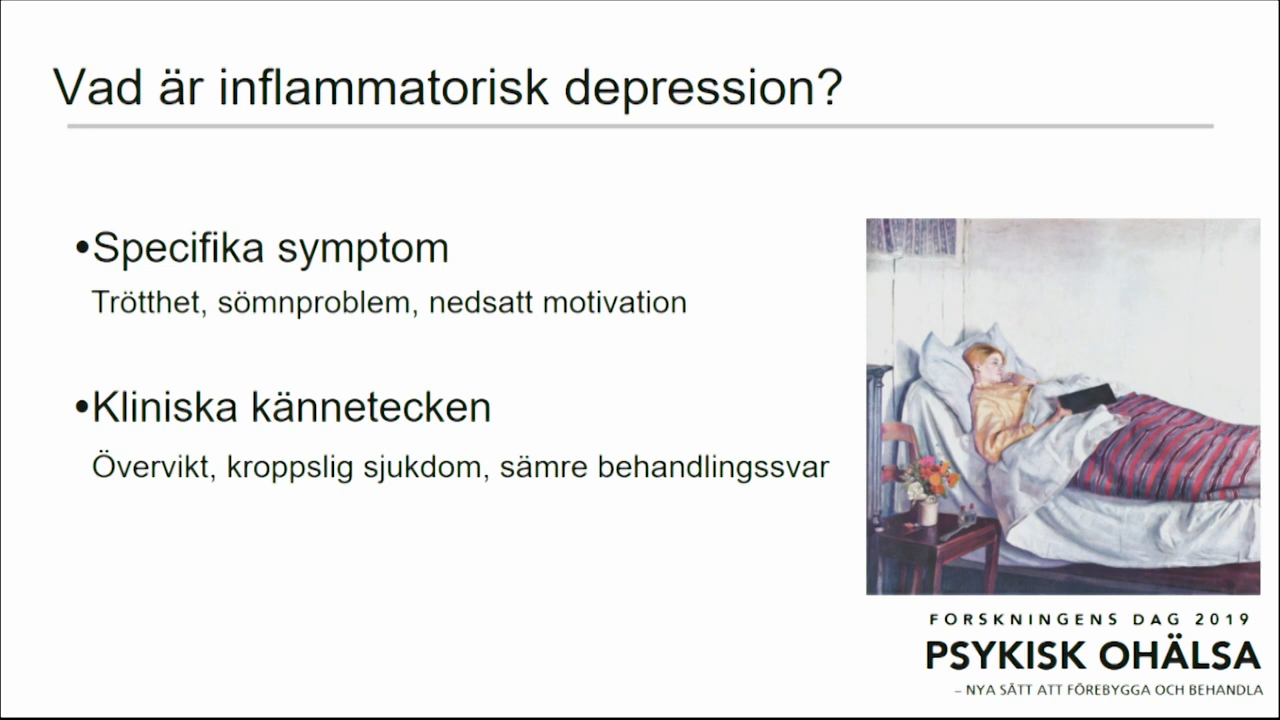 Vad är inflammatorisk depression?
•Specifika symptom
Trötthet, sömnproblem, nedsatt motivation
•Kliniska kännetecken
Övervikt, kroppslig sjukdom, sämre behandlingssvar
FORSKNINGENS DAG 2019
PSYKISK OHÄLSA
– NYA SÄTT ATT FÖREBYGGA OCH BEHANDLA